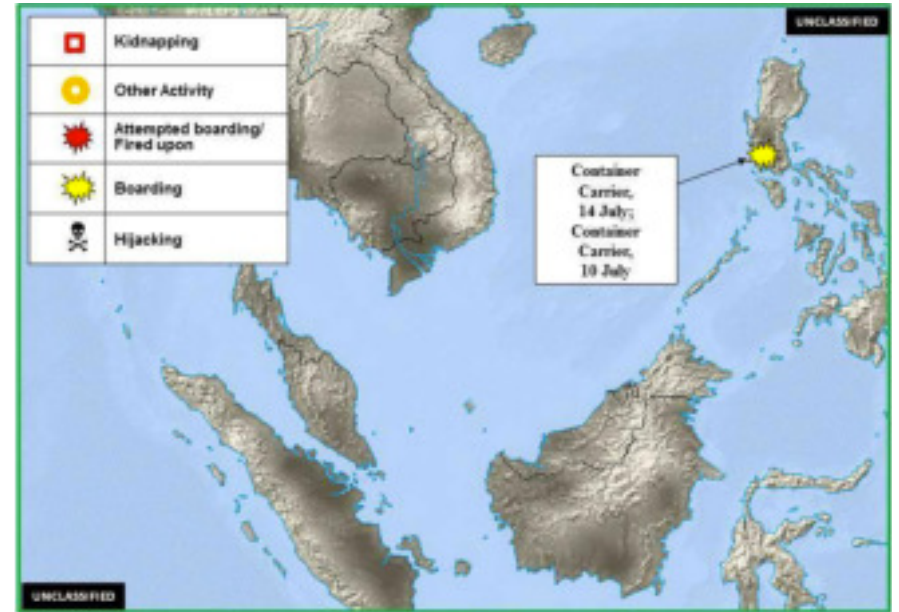 UNCLASSIFIED
Kidnapping
Other Activity
Attempted boarding/
Fired upon
Boarding
Hijacking
Container
Carrier,
14 July;
Container
Carrier,
10 July
UNCLASSIFIED